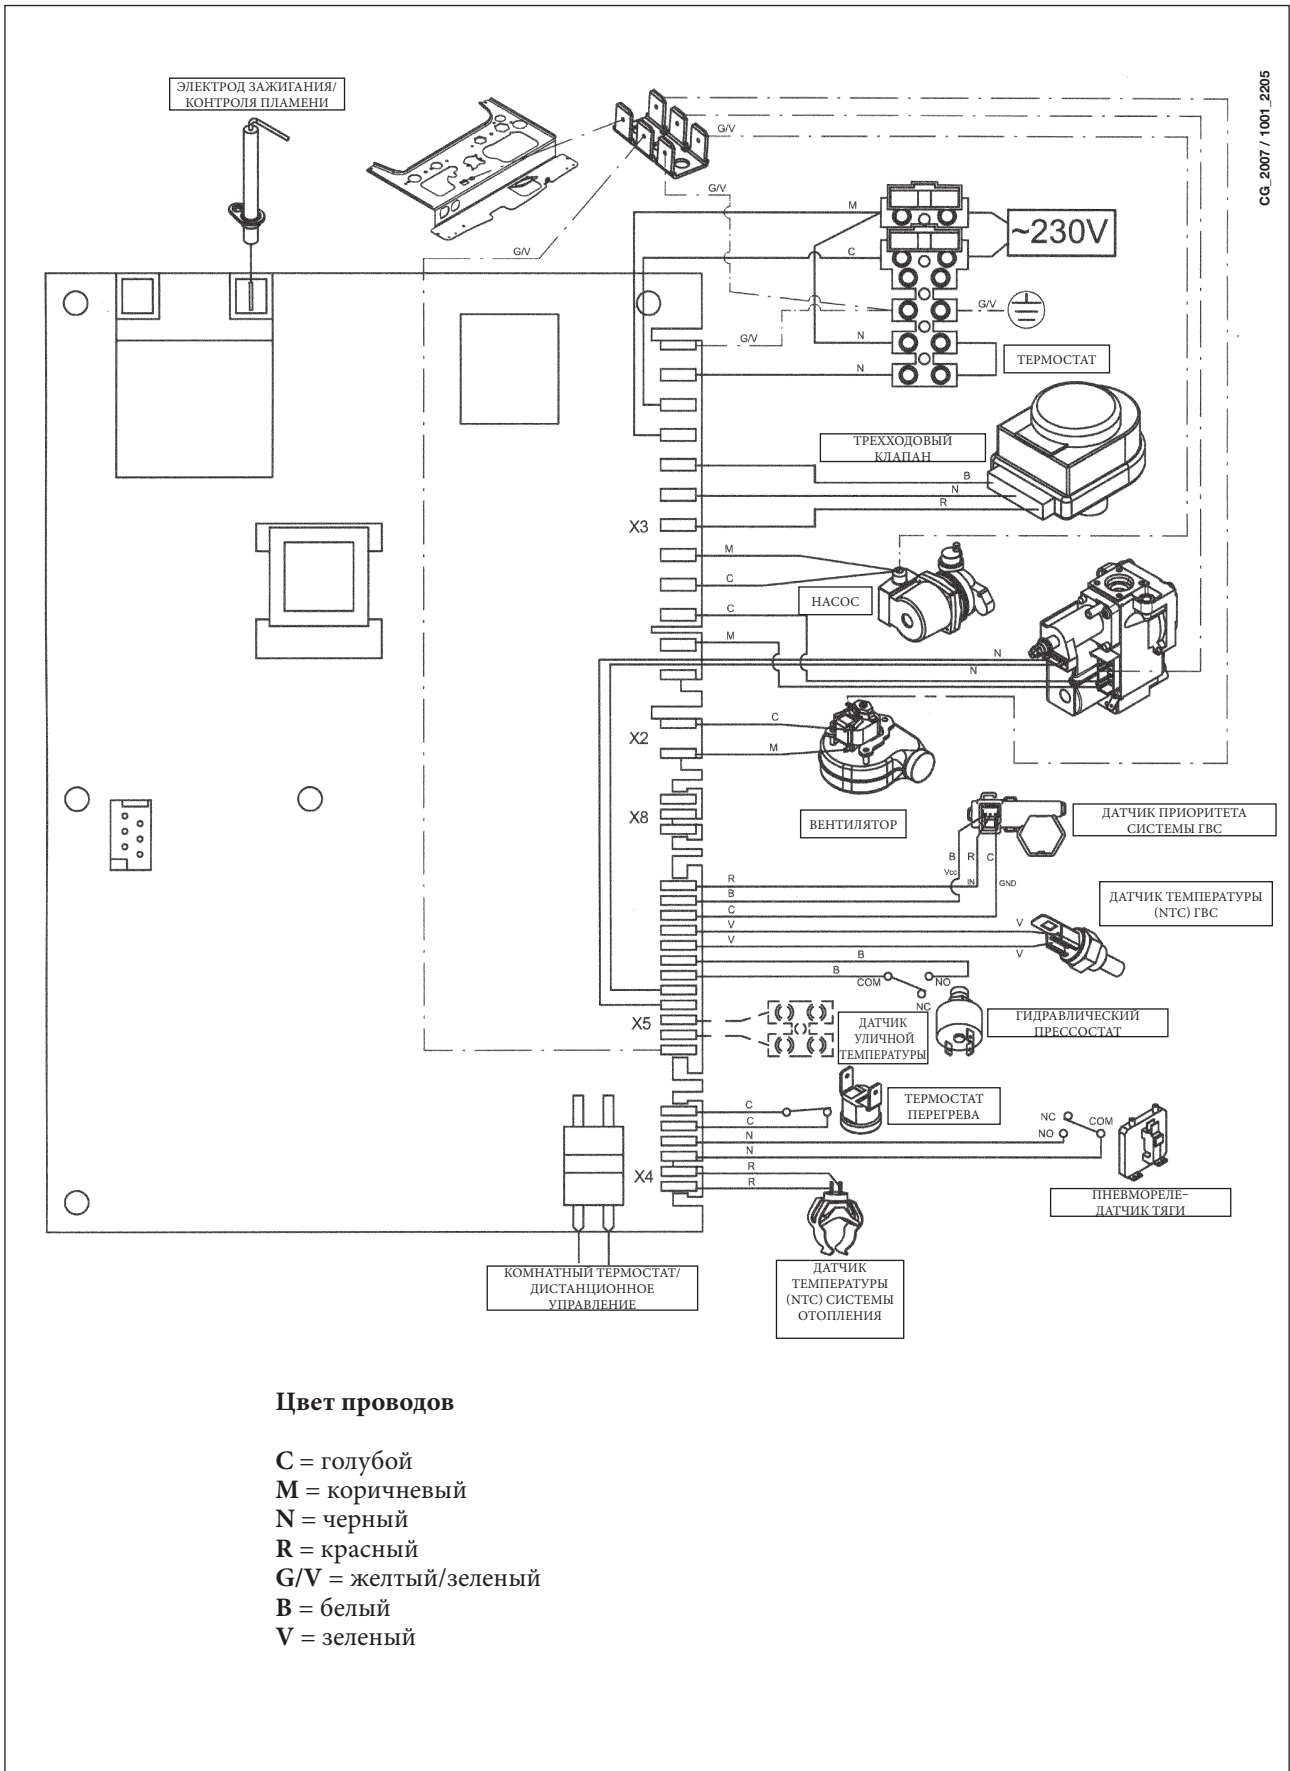 CG_2007 / 1001_2205
ЭЛЕКТРОД ЗАЖИГАНИЯ/
КОНТРОЛЯ ПЛАМЕНИ
G/V
G/V
G/V
M
~230V
C
G/V
G/V
N
ТЕРМОСТАТ
N
ТРЕХХОДОВЫЙ
КЛАПАН
B
N
R
X3
M
C
НАСОС
C
M
N
N
C
X2
M
X8
ВЕНТИЛЯТОР
ДАТЧИК ПРИОРИТЕТА
СИСТЕМЫ ГВС
B R C
Vcc
IN
GND
R
B
C
V
V
ДАТЧИК ТЕМПЕРАТУРЫ
(NTC) ГВС
V
V
B
B
COM
NO
NC
ГИДРАВЛИЧЕСКИЙ
ПРЕССОСТАТ
X5
ДАТЧИК
УЛИЧНОЙ
ТЕМПЕРАТУРЫ
ТЕРМОСТАТ
ПЕРЕГРЕВА
C
C
N
N
R
R
X4
NC
NO
COM
ПНЕВМОРЕЛЕ-
ДАТЧИК ТЯГИ
КОМНАТНЫЙ ТЕРМОСТАТ/
ДИСТАНЦИОННОЕ
УПРАВЛЕНИЕ
ДАТЧИК
ТЕМПЕРАТУРЫ
(NTC) СИСТЕМЫ
ОТОПЛЕНИЯ
Цвет проводов
C = голубой
M = коричневый
N = черный
R = красный
G/V = желтый/зеленый
B = белый
V = зеленый